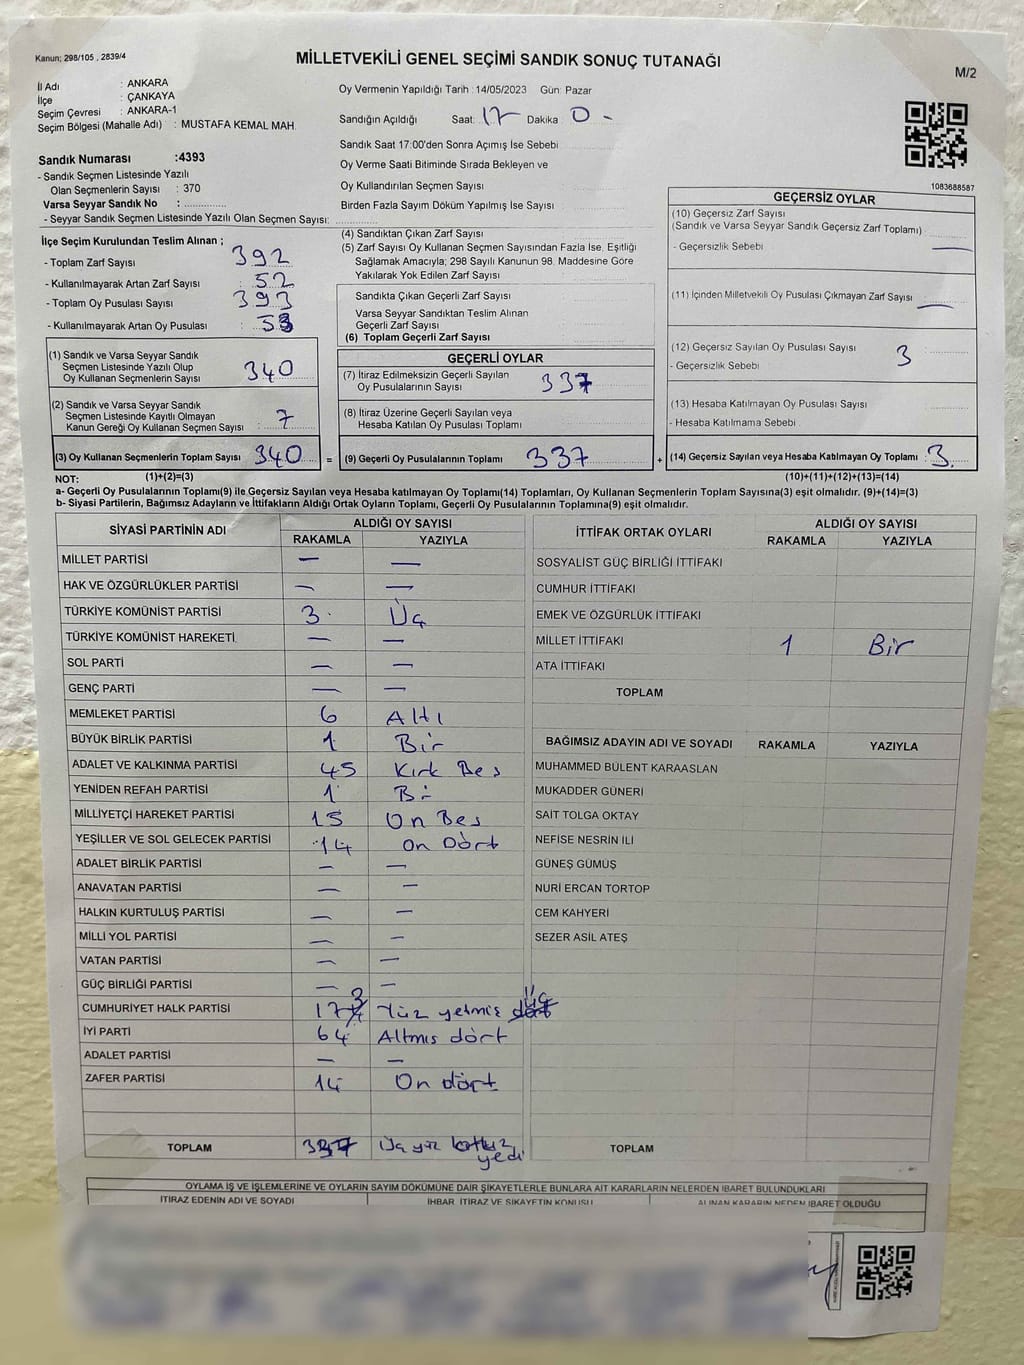 Kanun; 298/105 , 2839/4
MİLLETVEKİLİ GENEL SEÇİMİ SANDIK SONUÇ TUTANAĞI
M/2
İl Adı : ANKARA
İlçe : ÇANKAYA
Seçim Çevresi : ANKARA-1
Seçim Bölgesi (Mahalle Adı) : MUSTAFA KEMAL MAH.
Sandık Numarası :4393
- Sandık Seçmen Listesinde Yazılı
Olan Seçmenlerin Sayısı : 370
Varsa Seyyar Sandık No :
- Seyyar Sandık Seçmen Listesinde Yazılı Olan Seçmen Sayısı:
Oy Vermenin Yapıldığı Tarih : 14/05/2023 Gün: Pazar
Sandığın Açıldığı Saat: 17 Dakika 0 -
Sandık Saat 17:00'den Sonra Açımış İse Sebebi
Oy Verme Saati Bitiminde Sırada Bekleyen ve
Oy Kullandırılan Seçmen Sayısı
Birden Fazla Sayım Döküm Yapılmış İse Sayısı
1083688587
İlçe Seçim Kurulundan Teslim Alınan ;
- Toplam Zarf Sayısı : 392
- Kullanılmayarak Artan Zarf Sayısı : 52
- Toplam Oy Pusulası Sayısı : 393
- Kullanılmayarak Artan Oy Pusulası : 53
(1) Sandık ve Varsa Seyyar Sandık
Seçmen Listesinde Yazılı Olup
Oy Kullanan Seçmenlerin Sayısı : 340
(2) Sandık ve Varsa Seyyar Sandık
Seçmen Listesinde Kayıtlı Olmayan
Kanun Gereği Oy Kullanan Seçmen Sayısı : 7
(3) Oy Kullanan Seçmenlerin Toplam Sayısı : 340 =
(4) Sandıktan Çıkan Zarf Sayısı
(5) Zarf Sayısı Oy Kullanan Seçmen Sayısından Fazla İse, Eşitliği
Sağlamak Amacıyla; 298 Sayılı Kanunun 98. Maddesine Göre
Yakılarak Yok Edilen Zarf Sayısı
Sandıkta Çıkan Geçerli Zarf Sayısı
Varsa Seyyar Sandıktan Teslim Alınan
Geçerli Zarf Sayısı
(6) Toplam Geçerli Zarf Sayısı
GEÇERLİ OYLAR
(7) İtiraz Edilmeksizin Geçerli Sayılan
Oy Pusulalarının Sayısı 337
(8) İtiraz Üzerine Geçerli Sayılan veya
Hesaba Katılan Oy Pusulası Toplamı
(9) Geçerli Oy Pusulalarının Toplamı 337 +
GEÇERSİZ OYLAR
(10) Geçersiz Zarf Sayısı
(Sandık ve Varsa Seyyar Sandık Geçersiz Zarf Toplamı)
- Geçersizlik Sebebi —
(11) İçinden Milletvekili Oy Pusulası Çıkmayan Zarf Sayısı —
(12) Geçersiz Sayılan Oy Pusulası Sayısı 3
- Geçersizlik Sebebi
(13) Hesaba Katılmayan Oy Pusulası Sayısı
- Hesaba Katılmama Sebebi
(14) Geçersiz Sayılan veya Hesaba Katılmayan Oy Toplamı : 3.
NOT: (1)+(2)=(3) (10)+(11)+(12)+(13)=(14)
a- Geçerli Oy Pusulalarının Toplamı(9) ile Geçersiz Sayılan veya Hesaba katılmayan Oy Toplamı(14) Toplamları, Oy Kullanan Seçmenlerin Toplam Sayısına(3) eşit olmalıdır. (9)+(14)=(3)
b- Siyasi Partilerin, Bağımsız Adayların ve İttifakların Aldığı Ortak Oyların Toplamı, Geçerli Oy Pusulalarının Toplamına(9) eşit olmalıdır.
SİYASİ PARTİNİN ADI ALDIĞI OY SAYISI
RAKAMLA YAZIYLA
MİLLET PARTİSİ — —
HAK VE ÖZGÜRLÜKLER PARTİSİ — —
TÜRKİYE KOMÜNİST PARTİSİ 3 Üç
TÜRKİYE KOMÜNİST HAREKETİ — —
SOL PARTİ — —
GENÇ PARTİ — —
MEMLEKET PARTİSİ 6 Altı
BÜYÜK BİRLİK PARTİSİ 1 Bir
ADALET VE KALKINMA PARTİSİ 45 Kırk Beş
YENİDEN REFAH PARTİSİ 1 Bir
MİLLİYETÇİ HAREKET PARTİSİ 15 On Beş
YEŞİLLER VE SOL GELECEK PARTİSİ 14 On Dört
ADALET BİRLİK PARTİSİ — —
ANAVATAN PARTİSİ — —
HALKIN KURTULUŞ PARTİSİ — —
MİLLİ YOL PARTİSİ — —
VATAN PARTİSİ — —
GÜÇ BİRLİĞİ PARTİSİ — —
CUMHURİYET HALK PARTİSİ 173 Yüz yetmiş dört üç
İYİ PARTİ 64 Altmış dört
ADALET PARTİSİ — —
ZAFER PARTİSİ 14 On dört
TOPLAM 337 Üç yüz otuz yedi
İTTİFAK ORTAK OYLARI ALDIĞI OY SAYISI
RAKAMLA YAZIYLA
SOSYALİST GÜÇ BİRLİĞİ İTTİFAKI
CUMHUR İTTİFAKI
EMEK VE ÖZGÜRLÜK İTTİFAKI
MİLLET İTTİFAKI 1 Bir
ATA İTTİFAKI
TOPLAM
BAĞIMSIZ ADAYIN ADI VE SOYADI RAKAMLA YAZIYLA
MUHAMMED BÜLENT KARAASLAN
MUKADDER GÜNERİ
SAİT TOLGA OKTAY
NEFİSE NESRİN İLİ
GÜNEŞ GÜMÜŞ
NURİ ERCAN TORTOP
CEM KAHYERİ
SEZER ASİL ATEŞ
TOPLAM
OYLAMA İŞ VE İŞLEMLERİNE VE OYLARIN SAYIM DÖKÜMÜNE DAİR ŞİKAYETLERLE BUNLARA AİT KARARLARIN NELERDEN İBARET BULUNDUKLARI
İTİRAZ EDENİN ADI VE SOYADI İHBAR, İTİRAZ VE ŞİKAYETİN KONUSU ALINAN KARARIN NEDEN İBARET OLDUĞU